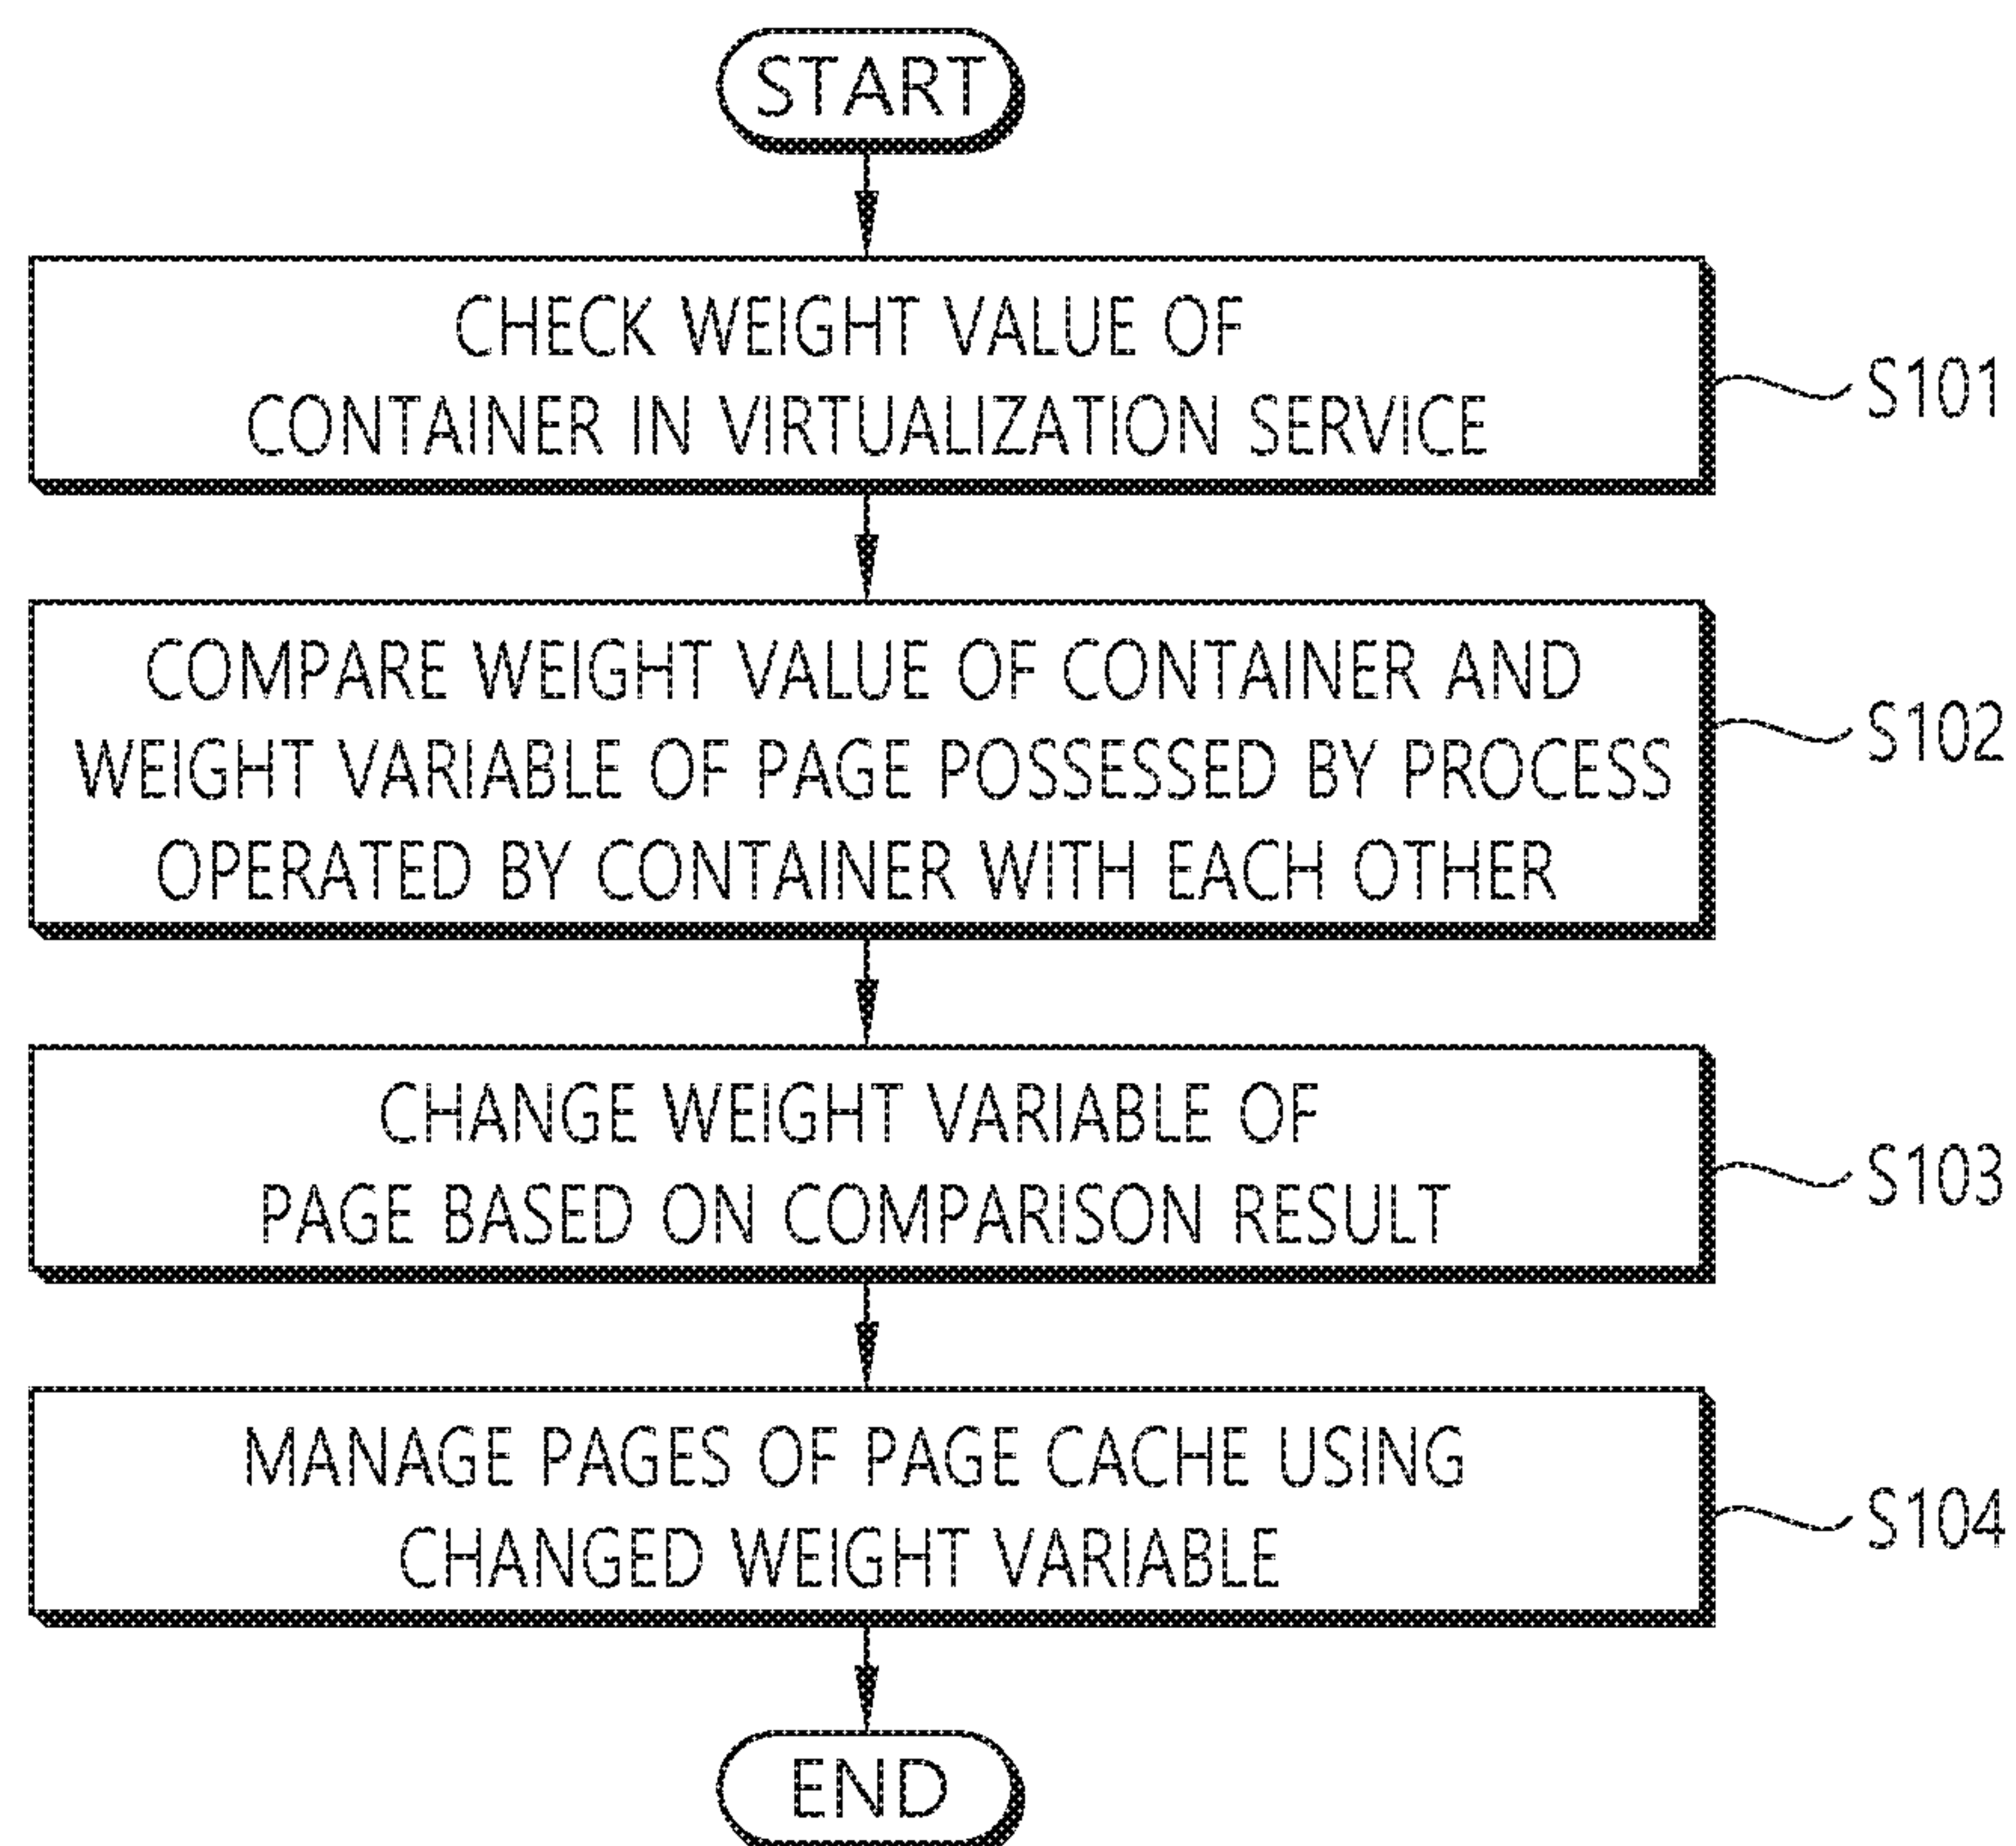 START
CHECK WEIGHT VALUE OF
CONTAINER IN VIRTUALIZATION SERVICE
S101
COMPARE WEIGHT VALUE OF CONTAINER AND
WEIGHT VARIABLE OF PAGE POSSESSED BY PROCESS
OPERATED BY CONTAINER WITH EACH OTHER
S102
CHANGE WEIGHT VARIABLE OF
PAGE BASED ON COMPARISON RESULT
S103
MANAGE PAGES OF PAGE CACHE USING
CHANGED WEIGHT VARIABLE
S104
END